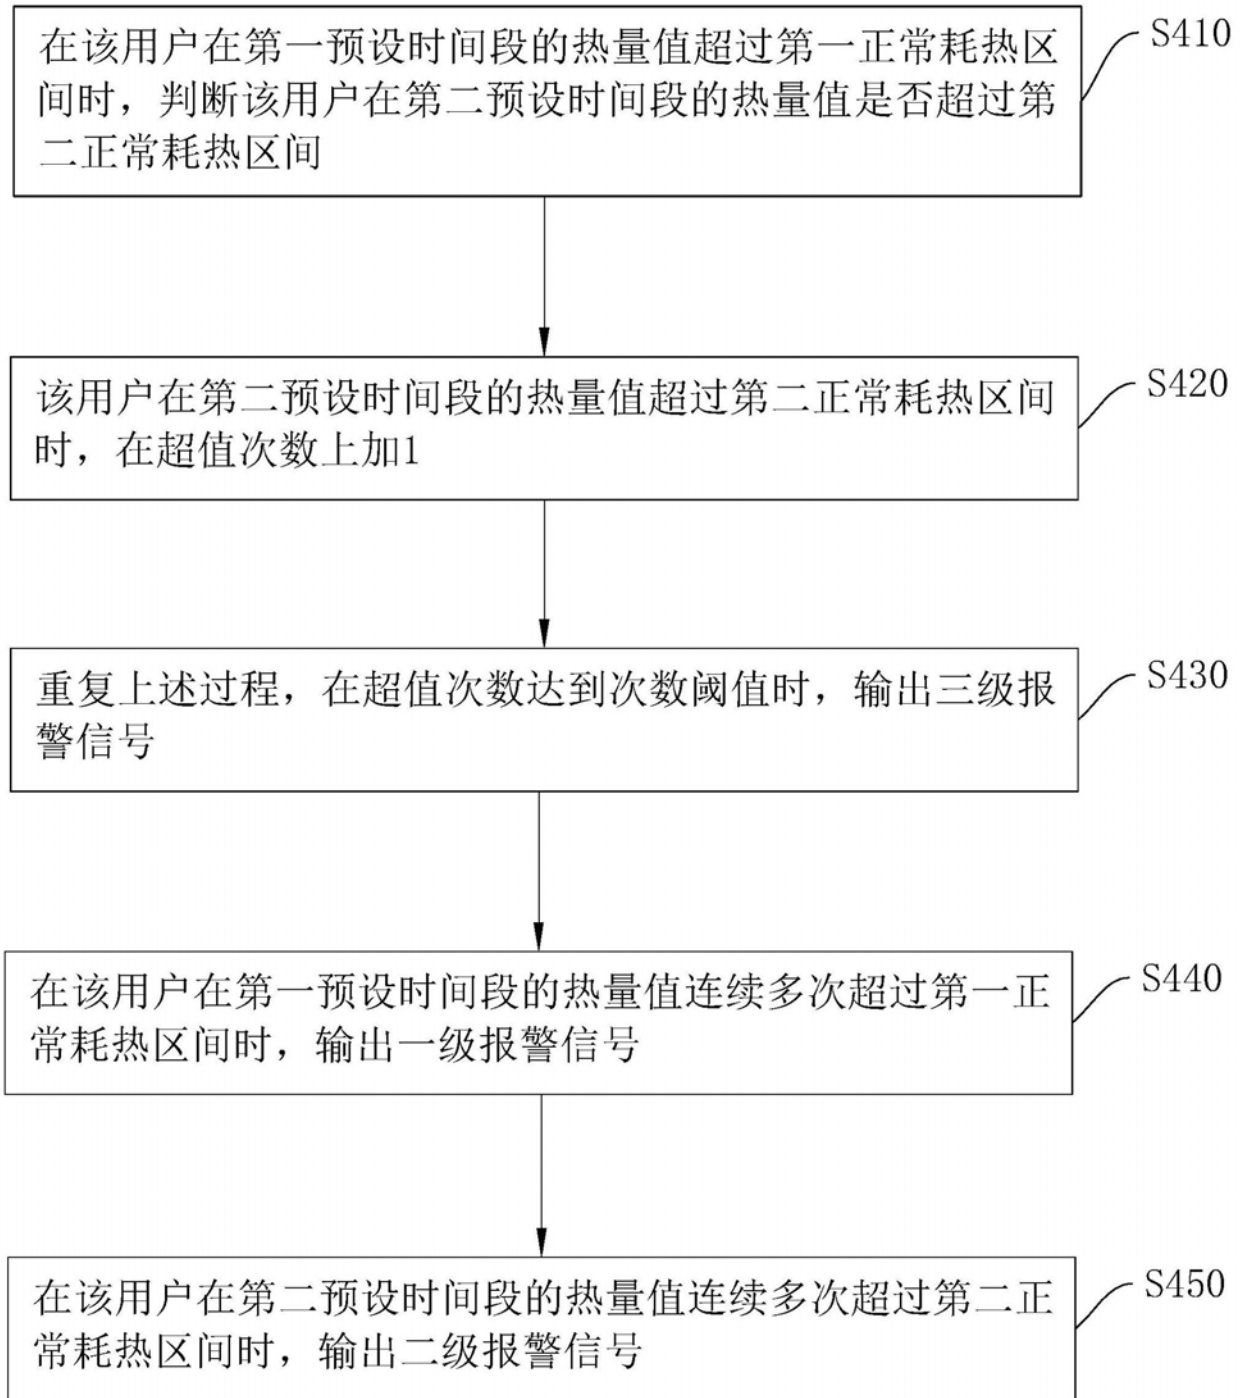 在该用户在第一预设时间段的热量值超过第一正常耗热区
间时，判断该用户在第二预设时间段的热量值是否超过第
二正常耗热区间
S410
该用户在第二预设时间段的热量值超过第二正常耗热区间
时，在超值次数上加1
S420
重复上述过程，在超值次数达到次数阈值时，输出三级报
警信号
S430
在该用户在第一预设时间段的热量值连续多次超过第一正
常耗热区间时，输出一级报警信号
S440
在该用户在第二预设时间段的热量值连续多次超过第二正
常耗热区间时，输出二级报警信号
S450